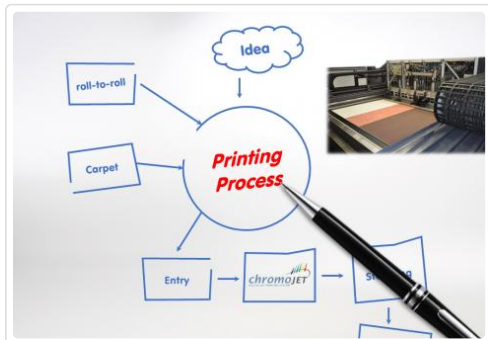 Idea
roll-to-roll
Printing
Process
Carpet
Entry
chromoJET